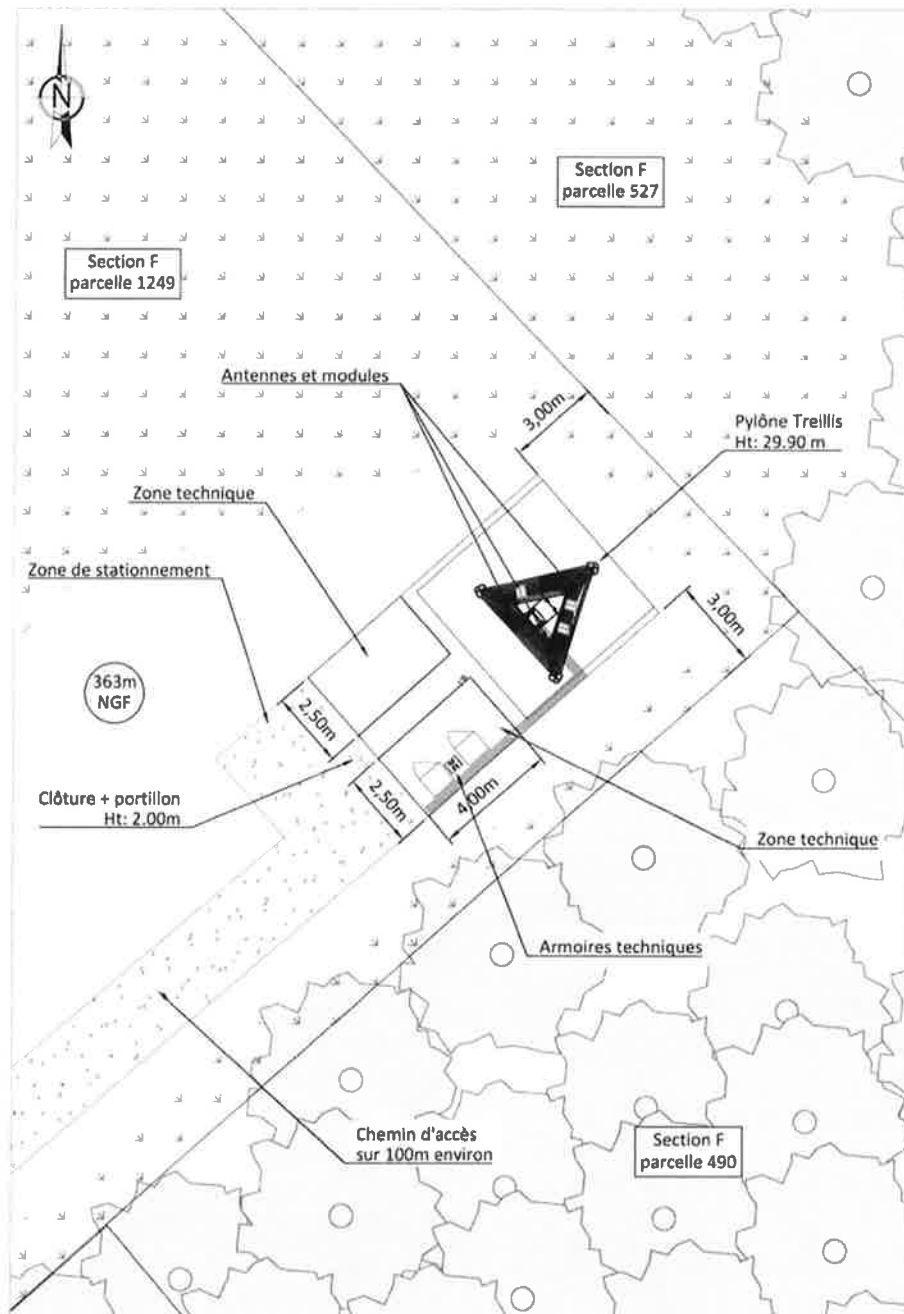 N
Section F
parcelle 527
Section F
parcelle 1249
Antennes et modules
3,00m
Pylône Treillis
Ht: 29.90 m
Zone technique
Zone de stationnement
3,00m
363m
NGF
2,50m
Clôture + portillon
Ht: 2.00m
2,50m
4,00m
Zone technique
Armoires techniques
Chemin d'accès
sur 100m environ
Section F
parcelle 490